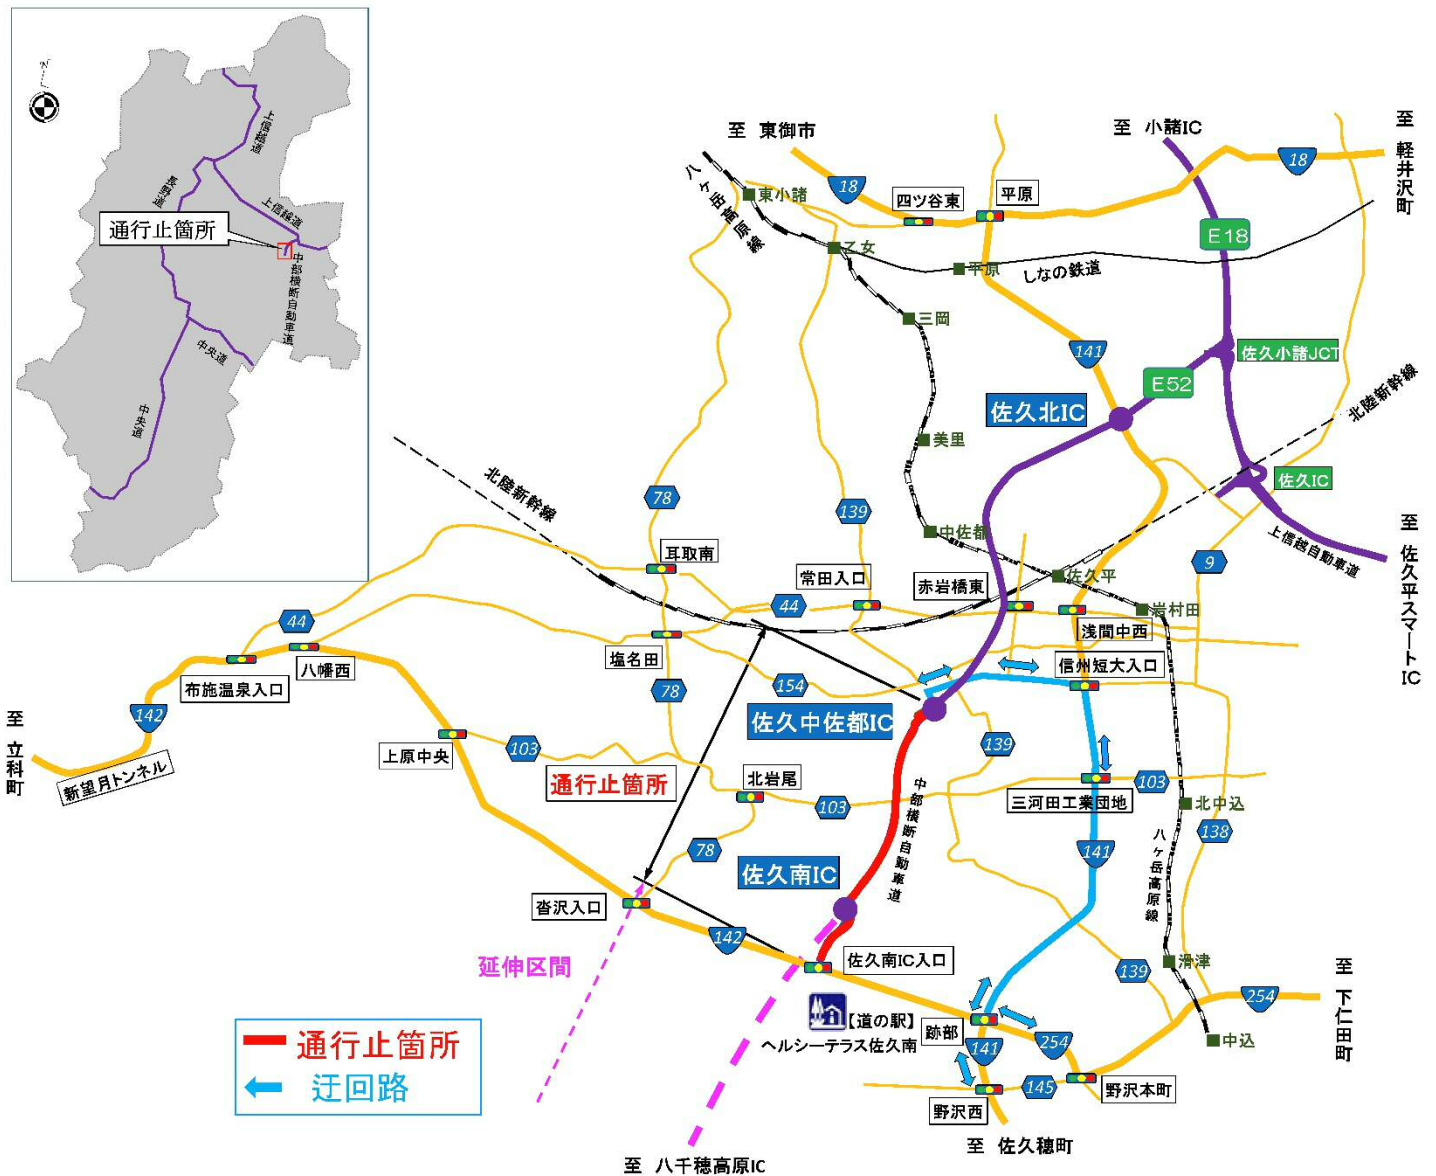 N
上信越道
長野道
上信越道
通行止箇所
中部横断自動車道
中央道
中央道
至 東御市
至 小諸IC
至 軽井沢町
八ヶ岳高原線
東小諸
18
四ツ谷東
平原
18
乙女
平原
しなの鉄道
E18
三岡
141
佐久小諸JCT
E52
佐久北IC
北陸新幹線
美里
北陸新幹線
78
139
佐久IC
中佐都
上信越自動車道
至 佐久平スマートIC
耳取南
常田入口
赤岩橋東
佐久平
9
44
44
岩村田
浅間中西
塩名田
八幡西
布施温泉入口
信州短大入口
78
154
142
佐久中佐都IC
至 立科町
新望月トンネル
上原中央
103
139
通行止箇所
北岩尾
103
中部横断自動車道
三河田工業団地
103
北中込
138
78
141
八ヶ岳高原線
佐久南IC
沓沢入口
142
延伸区間
佐久南IC入口
139
滑津
254
至 下仁田町
【道の駅】
ヘルシーテラス佐久南
跡部
141
254
中込
通行止箇所
迂回路
145
野沢西
野沢本町
至 佐久穂町
至 八千穂高原IC